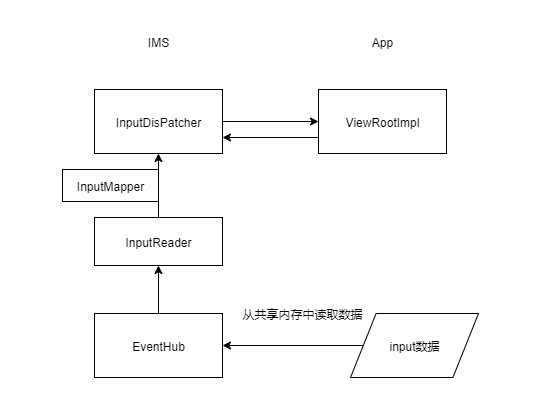 IMS
App
InputDisPatcher
ViewRootImpl
InputMapper
InputReader
从共享内存中读取数据
EventHub
input数据